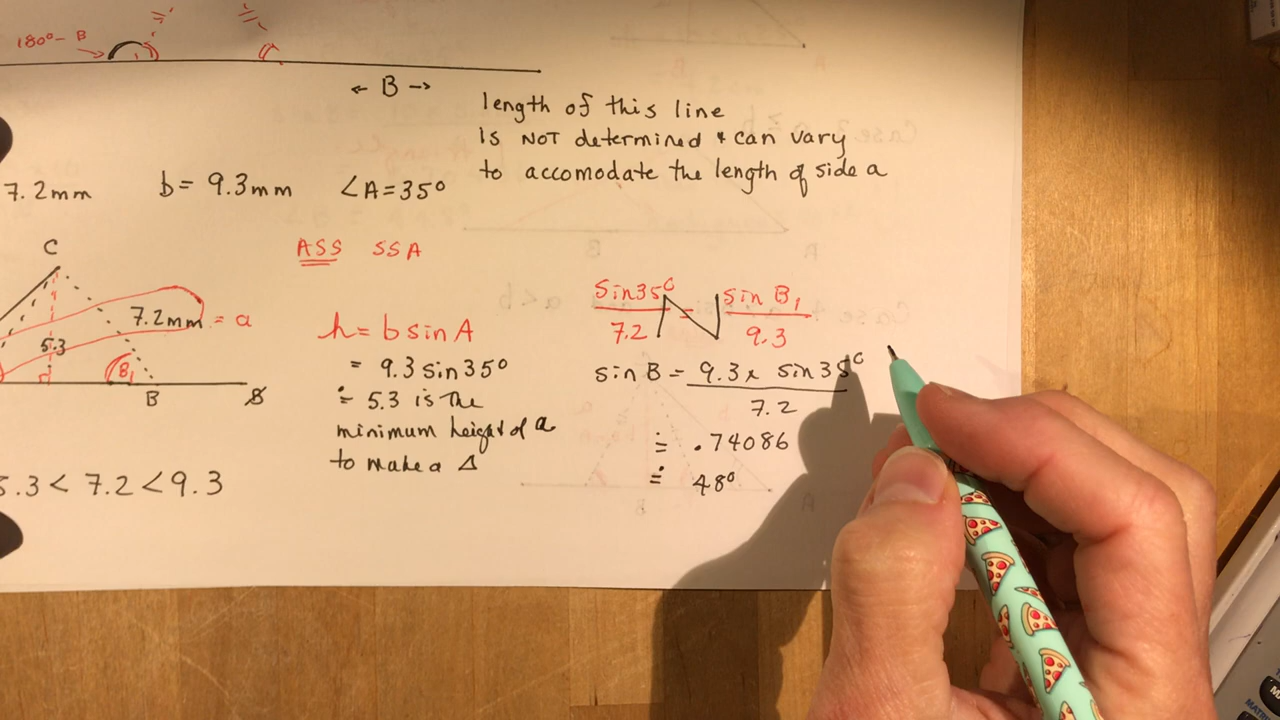 180° - B
← B →
length of this line
is NOT determined & can vary
to accomodate the length of side a
7.2mm b = 9.3mm ∠A = 35°
ASS SSA
C
7.2mm = a
5.3
B₁
B
h = b sin A
= 9.3 sin 35°
≐ 5.3 is the
minimum height of a
to make a Δ
5.3 < 7.2 < 9.3
sin35° = sin B₁
7.2 9.3
sin B = 9.3 x sin 35°
7.2
≐ .74086
≐ 48°